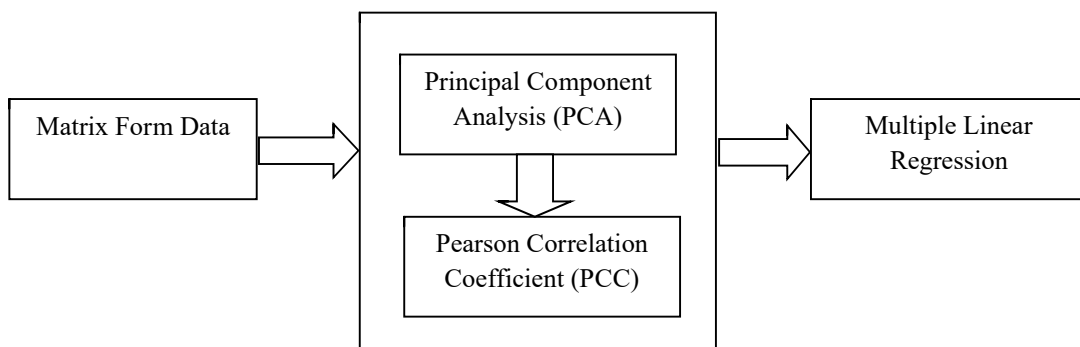 Matrix Form Data
Principal Component
Analysis (PCA)
Pearson Correlation
Coefficient (PCC)
Multiple Linear
Regression